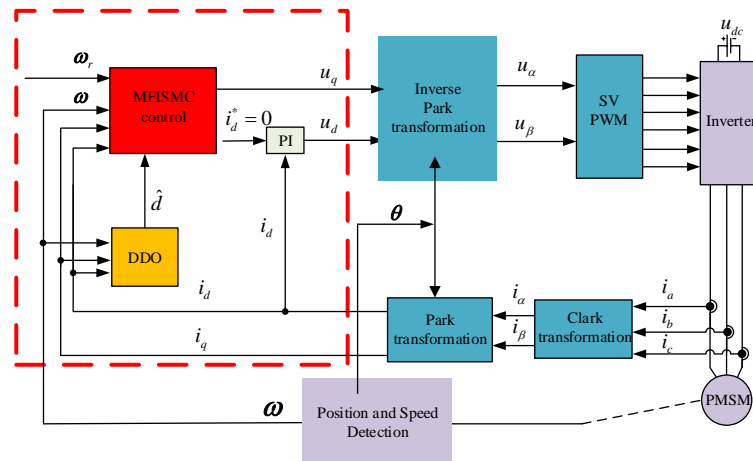 u_dc
ω_r
ω
MFISMC
control
i_d^* = 0
PI
u_q
u_d
Inverse
Park
transformation
u_α
u_β
SV
PWM
Inverter
d̂
DDO
i_d
θ
i_d
i_q
Park
transformation
i_α
i_β
Clark
transformation
i_a
i_b
i_c
ω
Position and Speed
Detection
PMSM